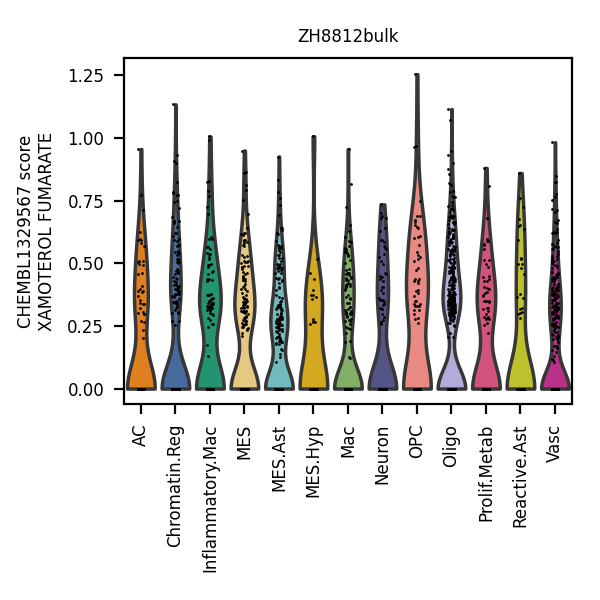 ZH8812bulk
CHEMBL1329567 score
XAMOTEROL FUMARATE
1.25
1.00
0.75
0.50
0.25
0.00
AC
Chromatin.Reg
Inflammatory.Mac
MES
MES.Ast
MES.Hyp
Mac
Neuron
OPC
Oligo
Prolif.Metab
Reactive.Ast
Vasc